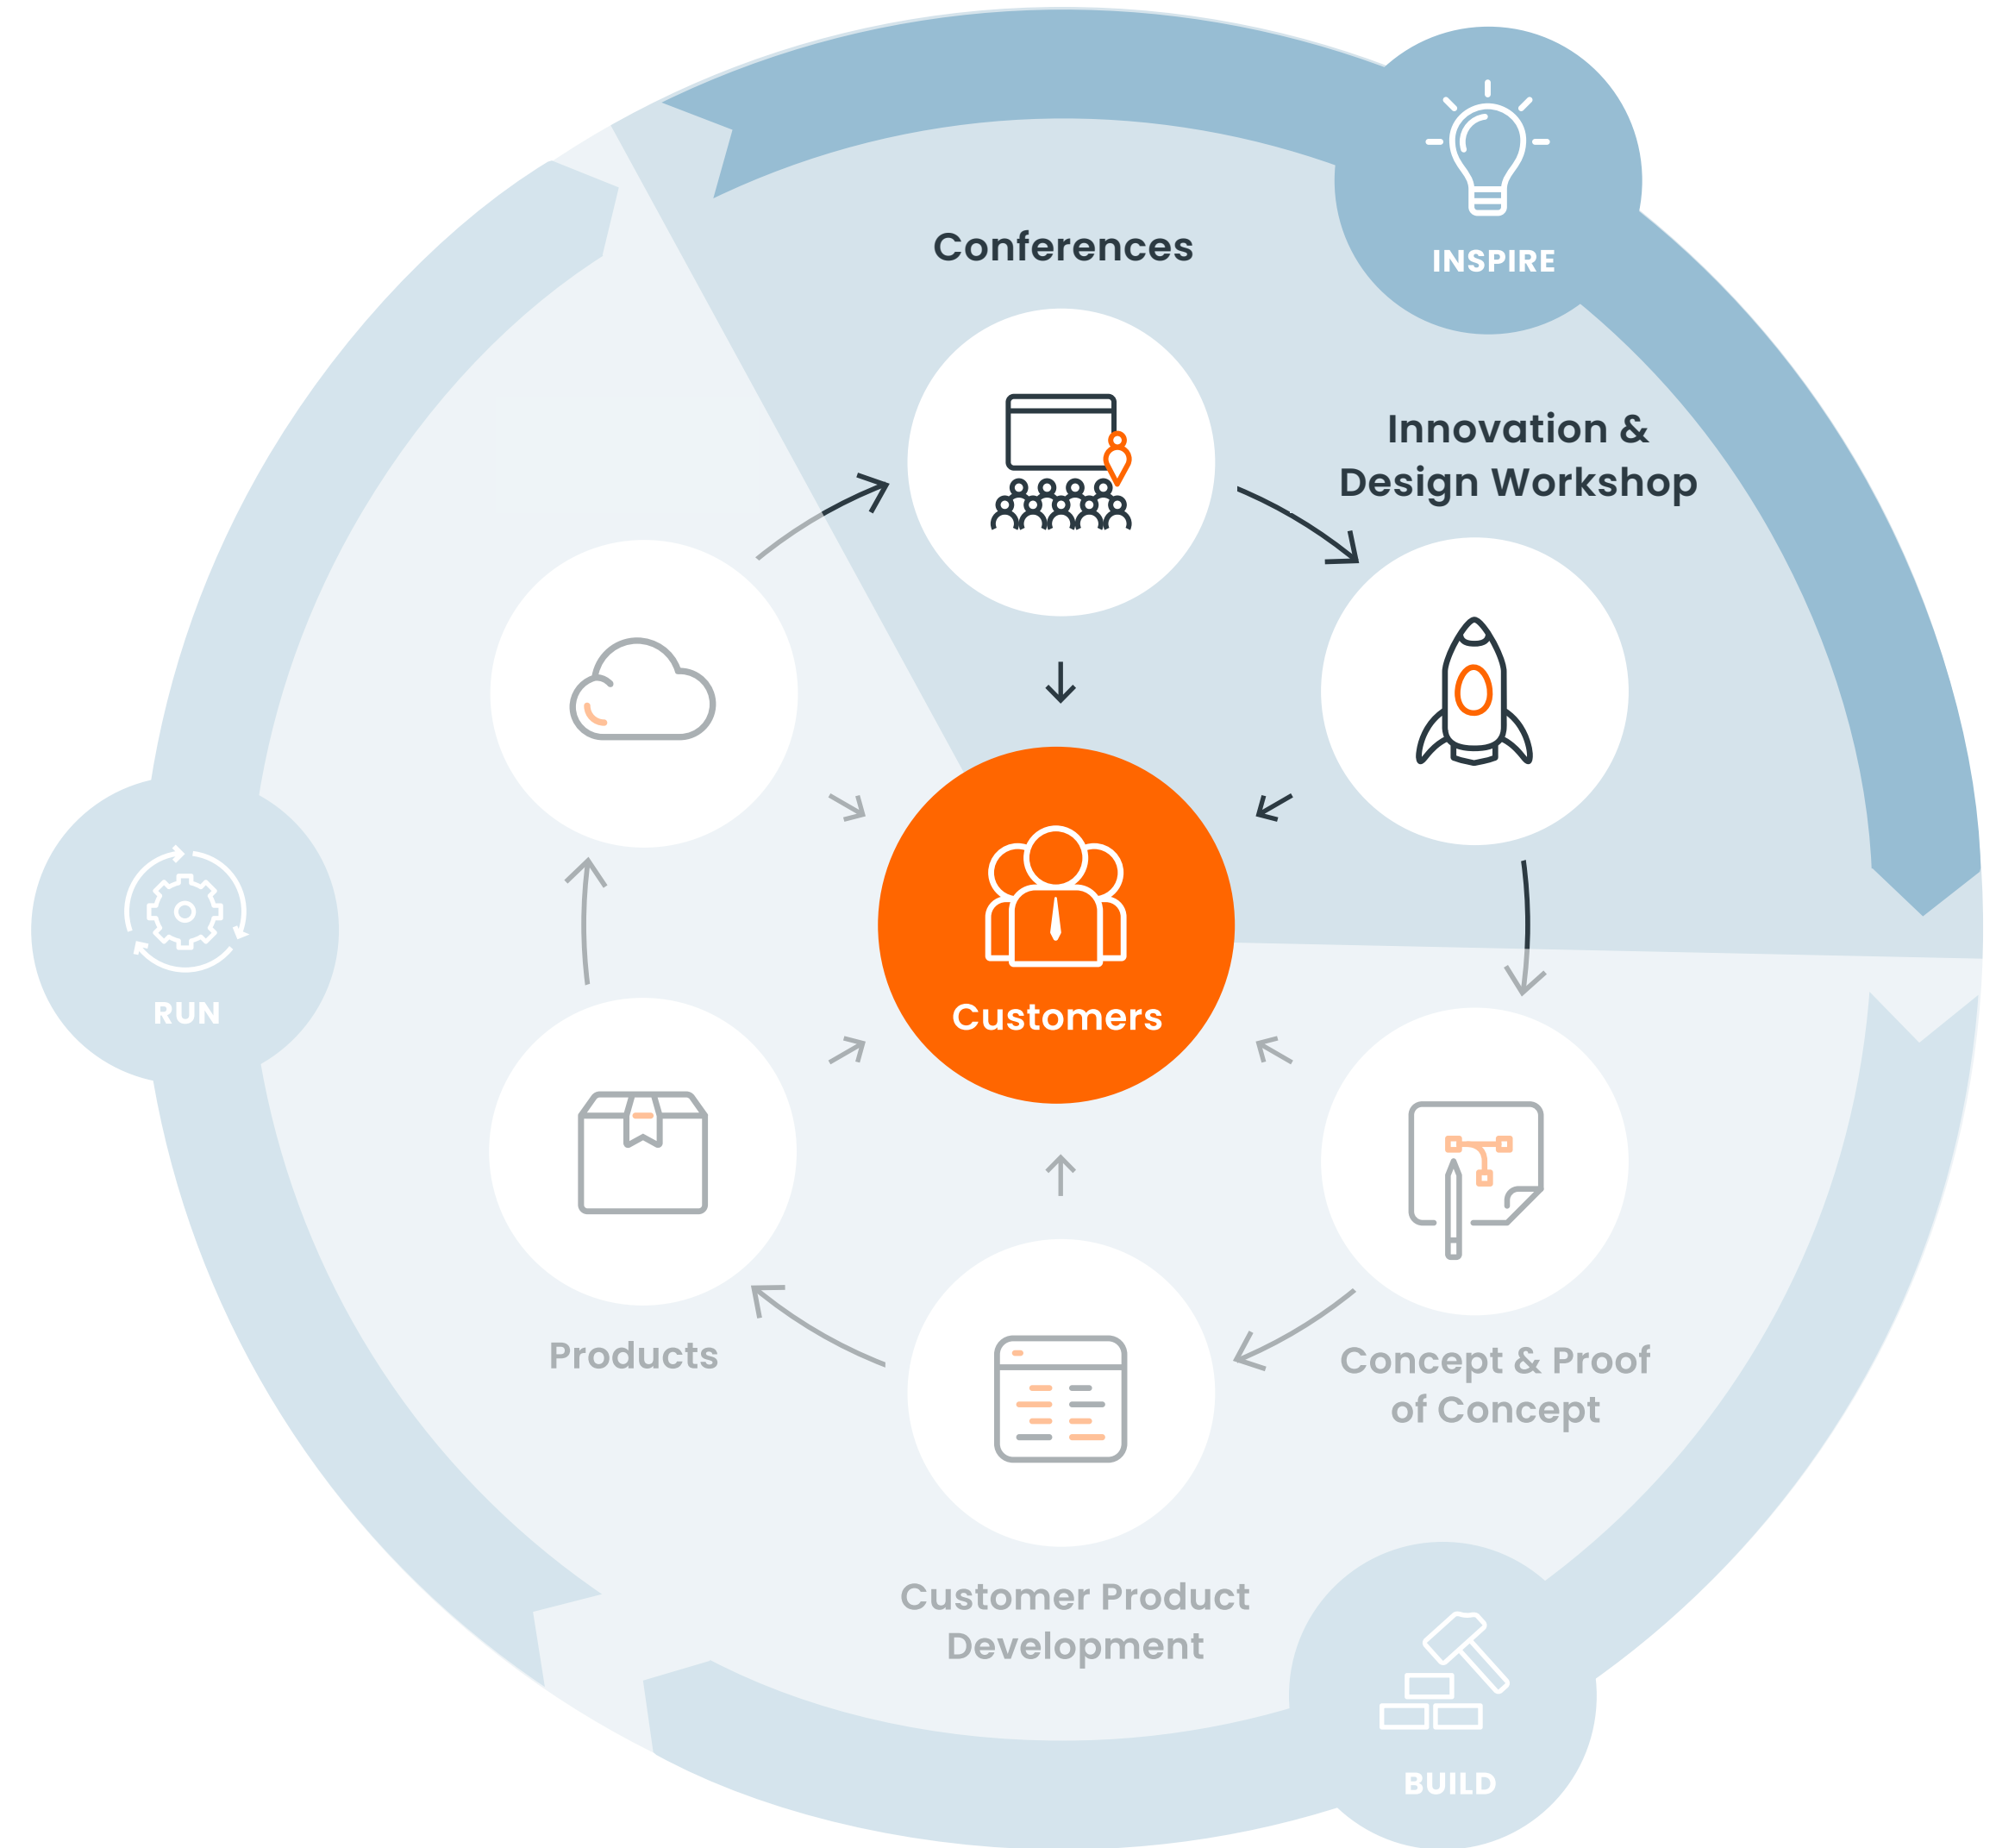 INSPIRE
Conferences
Innovation &
Design Workshop
Customers
RUN
Products
Concept & Proof
of Concept
Customer Product
Development
BUILD